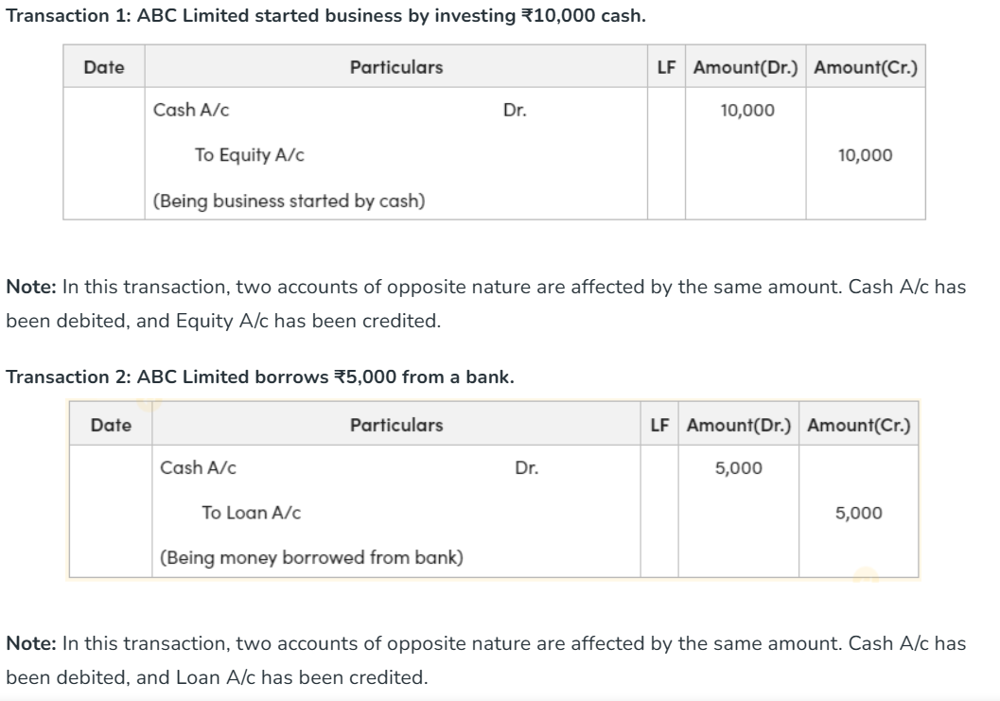 Transaction 1: ABC Limited started business by investing ₹10,000 cash.
Date Particulars LF Amount(Dr.) Amount(Cr.)
Cash A/c Dr. 10,000
To Equity A/c 10,000
(Being business started by cash)
Note: In this transaction, two accounts of opposite nature are affected by the same amount. Cash A/c has
been debited, and Equity A/c has been credited.
Transaction 2: ABC Limited borrows ₹5,000 from a bank.
Date Particulars LF Amount(Dr.) Amount(Cr.)
Cash A/c Dr. 5,000
To Loan A/c 5,000
(Being money borrowed from bank)
Note: In this transaction, two accounts of opposite nature are affected by the same amount. Cash A/c has
been debited, and Loan A/c has been credited.